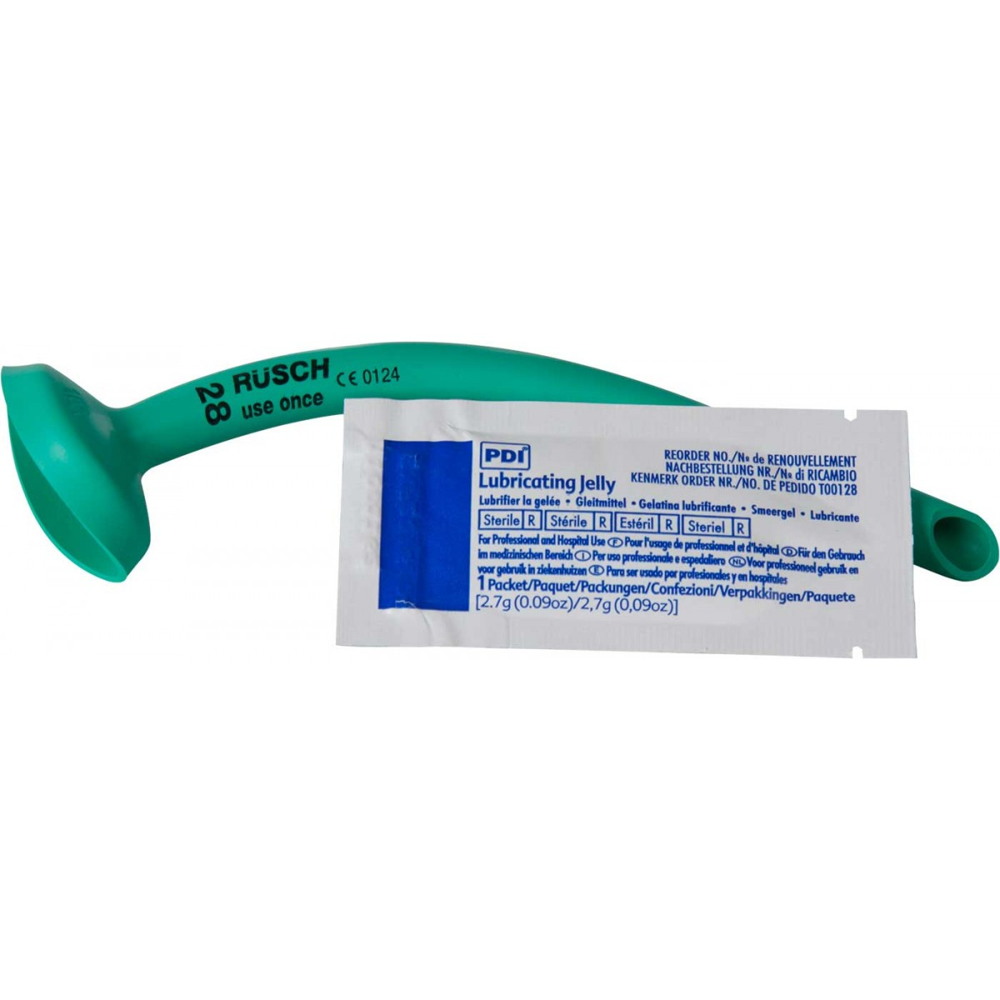 28
RÜSCH
use once
CE 0124
PDI
Lubricating Jelly
REORDER NO./No de RENOUVELLEMENT
NACHBESTELLUNG NR./No di RICAMBIO
KENMERK ORDER NR./NO. DE PEDIDO T00128
Lubrifier la gelée • Gleitmittel • Gelatina lubrificante • Smeergel • Lubricante
Sterile R Stérile R Estéril R Steriel R
For Professional and Hospital Use F Pour l'usage de professionnel et d'hôpital D Für den Gebrauch
im medizinischen Bereich I Per uso professionale e espedaliero NL Voor professioneel gebruik en
voor gebruik in ziekenhuizen E Para ser usado por profesionales y en hospitales
1 Packet/Paquet/Packungen/Confezioni/Verpakkingen/Paquete
[2.7g (0.09oz)/2,7g (0,09oz)]